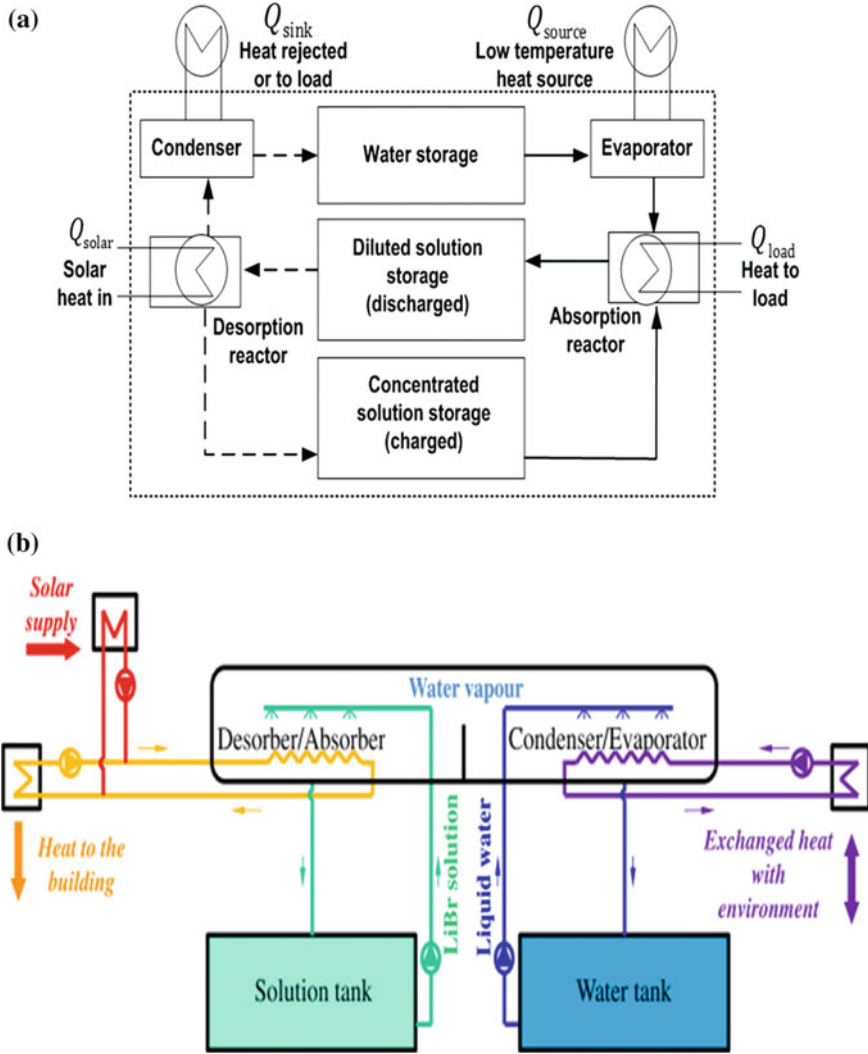 (a)
Q_sink
Heat rejected
or to load
Q_source
Low temperature
heat source
Condenser
Water storage
Evaporator
Q_solar
Solar
heat in
Diluted solution
storage
(discharged)
Q_load
Heat to
load
Desorption
reactor
Absorption
reactor
Concentrated
solution storage
(charged)
(b)
Solar
supply
Water vapour
Desorber/Absorber
Condenser/Evaporator
Heat to the
building
LiBr solution
Liquid water
Exchanged heat
with
environment
Solution tank
Water tank